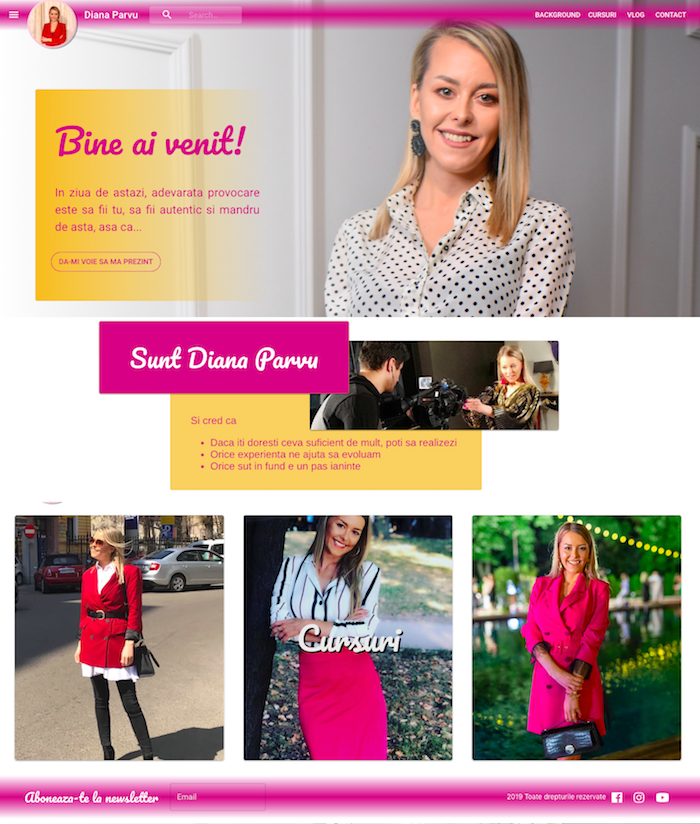 Diana Parvu
Search...
BACKGROUND CURSURI VLOG CONTACT
Bine ai venit!
In ziua de astazi, adevarata provocare
este sa fii tu, sa fii autentic si mandru
de asta, asa ca...
DA-MI VOIE SA MA PREZINT
Sunt Diana Parvu
Si cred ca
Daca iti doresti ceva suficient de mult, poti sa realizezi
Orice experienta ne ajuta sa evoluam
Orice sut in fund e un pas ianinte
Cursuri
Aboneaza-te la newsletter
Email
2019 Toate drepturile rezervate